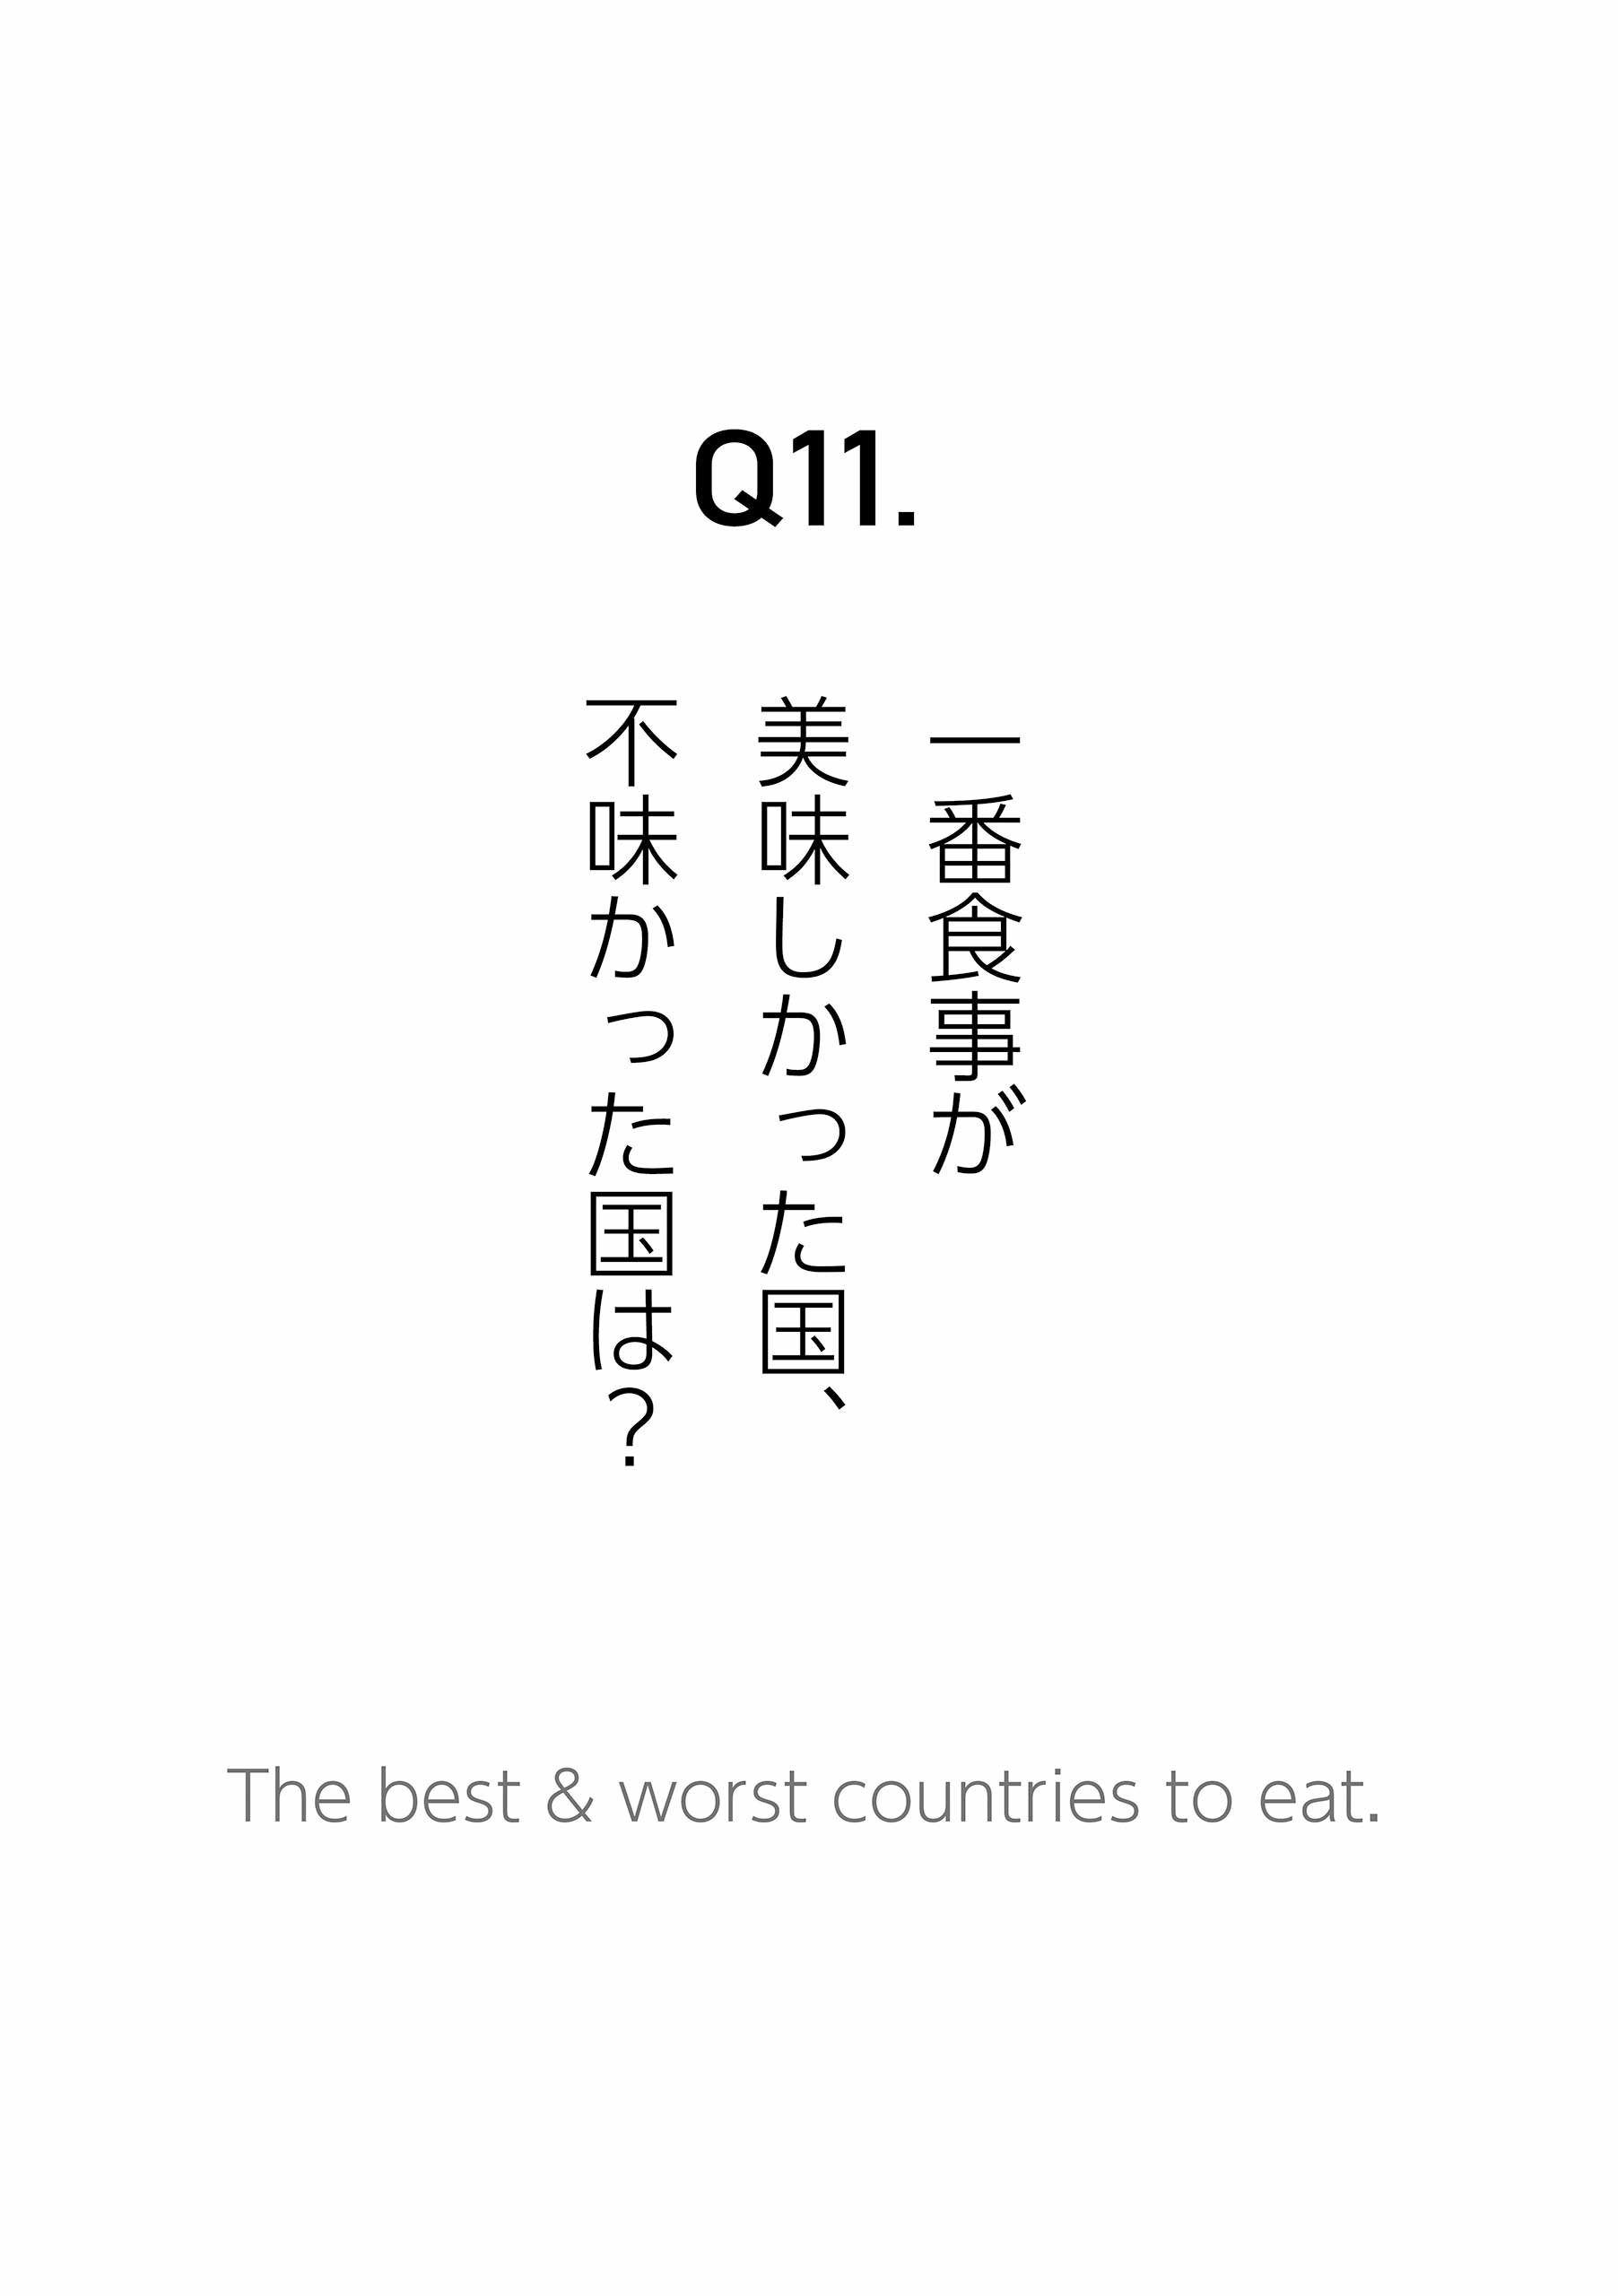 Q11.
一番食事が
美味しかった国、
不味かった国は？
The best & worst countries to eat.